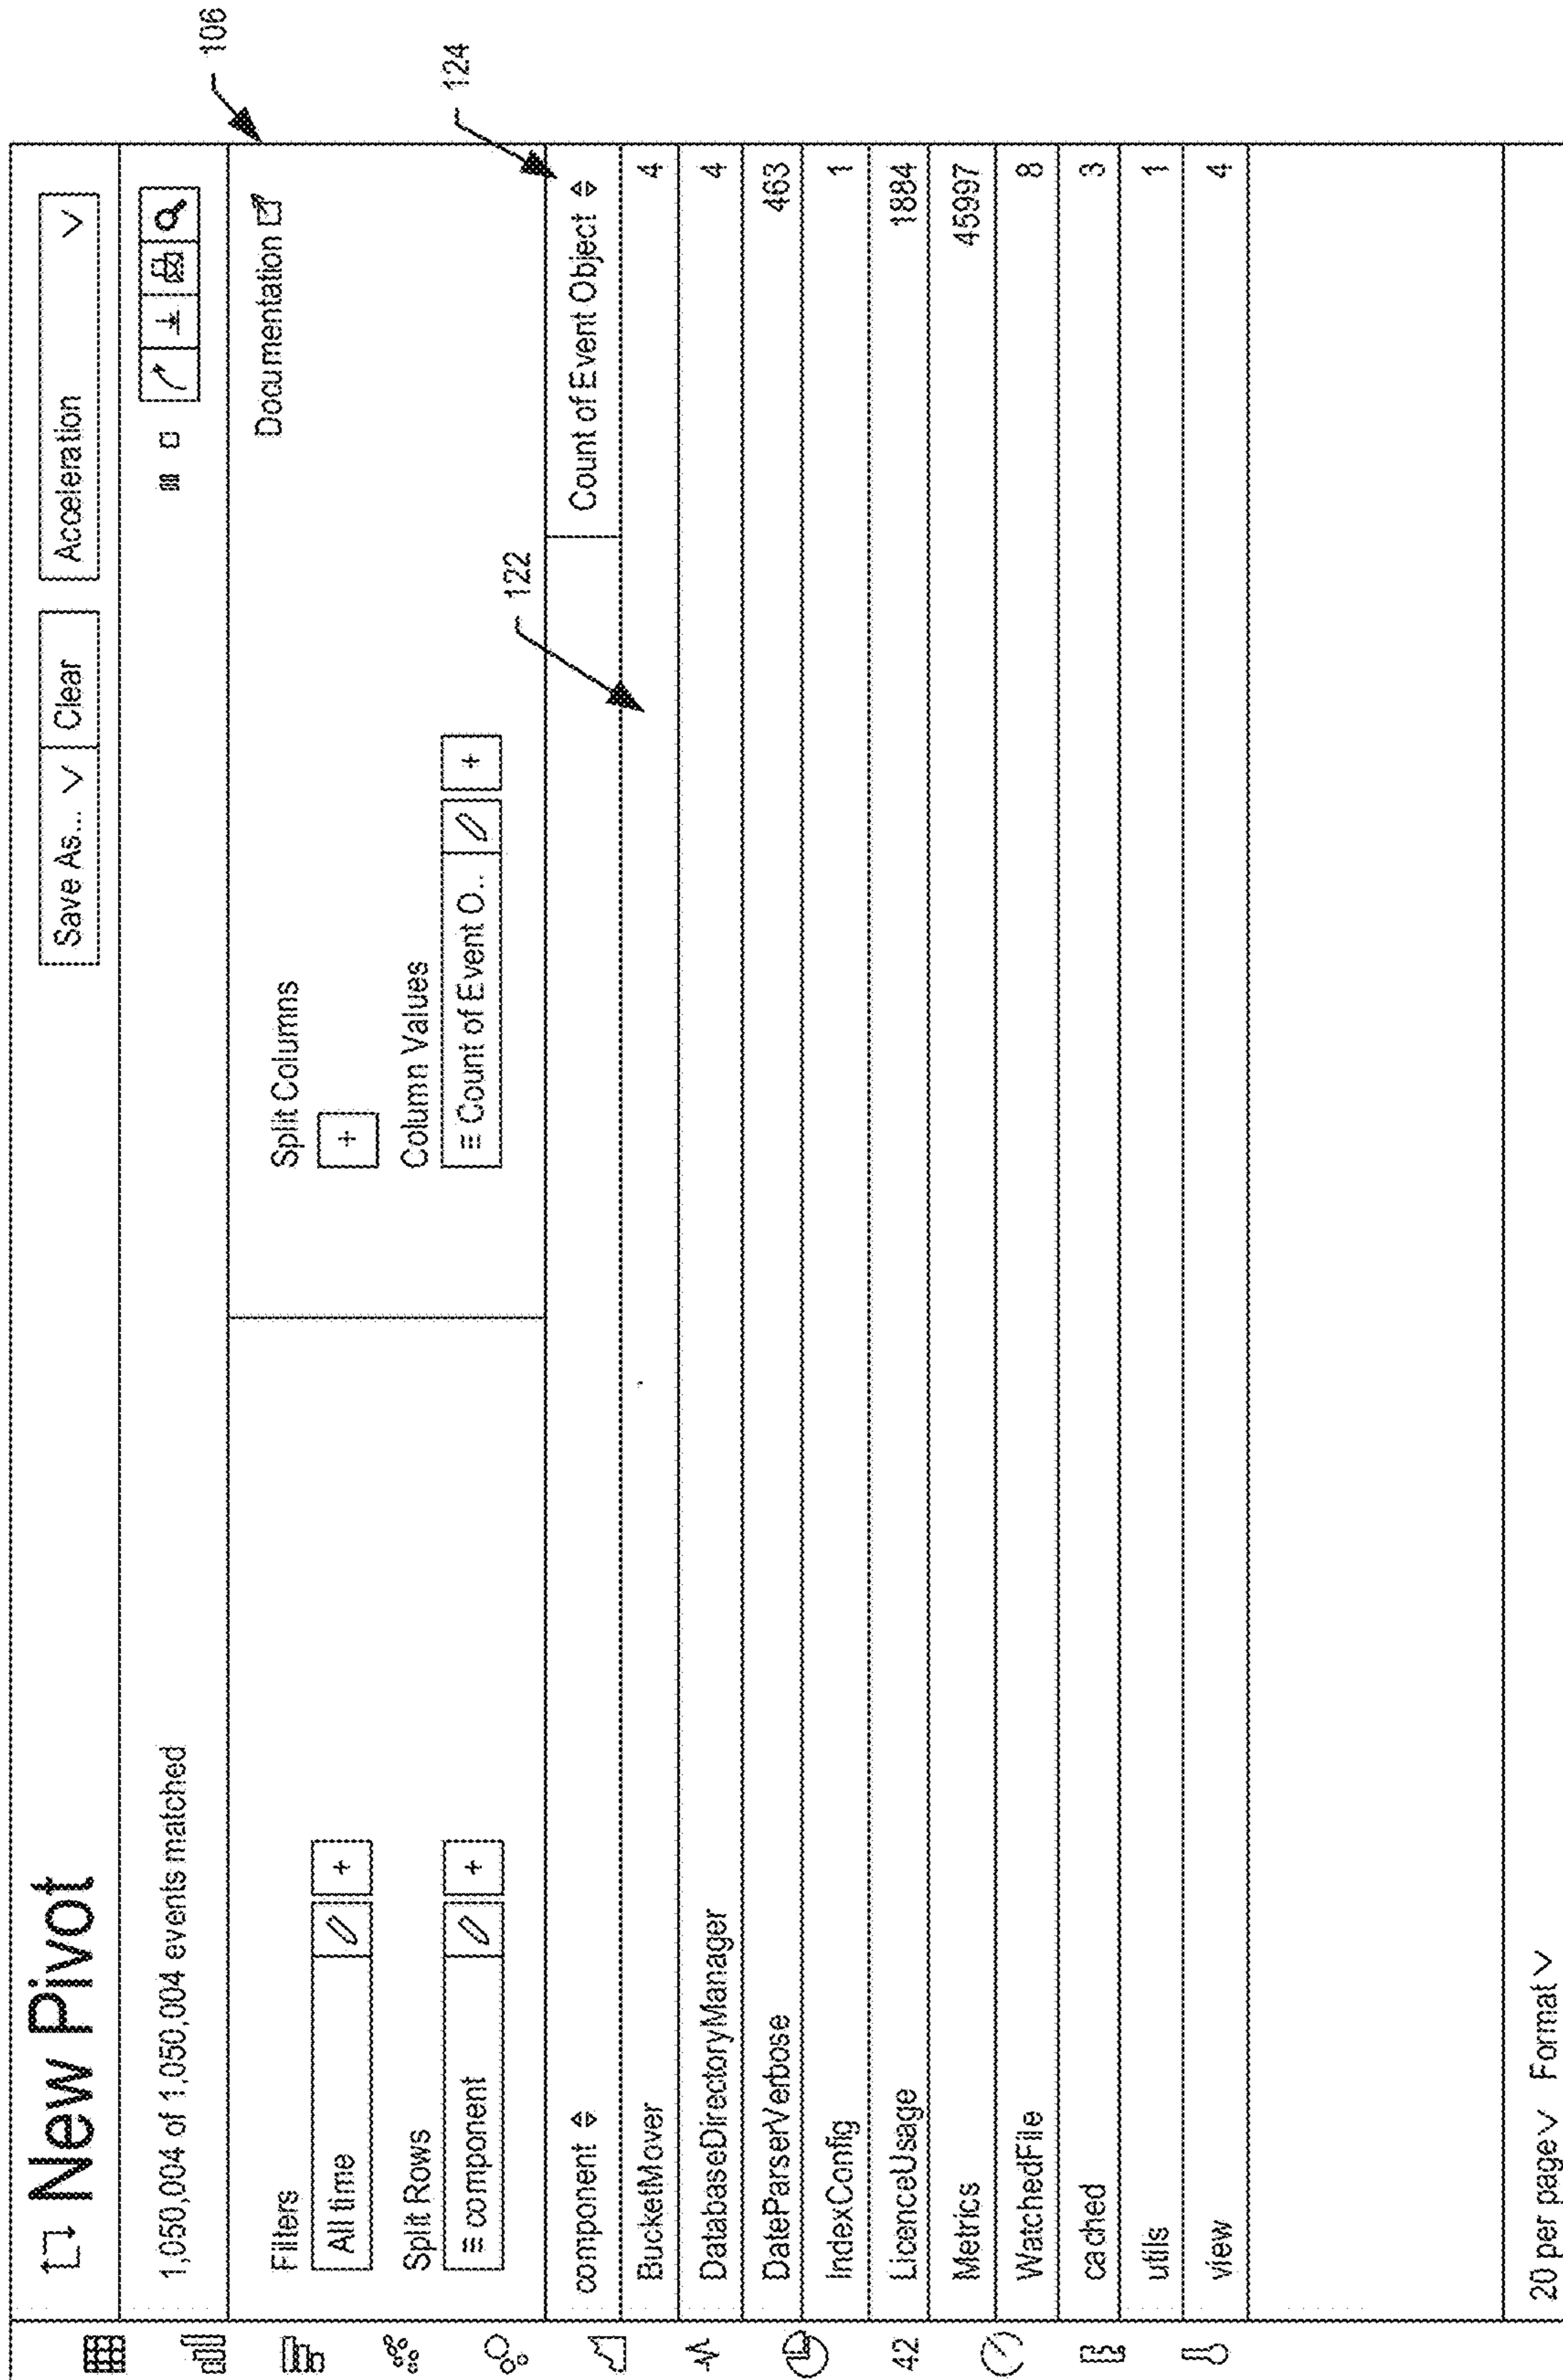 New Pivot
Save As... Clear Acceleration
1,050,004 of 1,050,004 events matched
106
Filters
Split Columns
Documentation
All time +
+
Split Rows
Column Values
≡ component +
≡ Count of Event O.. +
122
124
component Count of Event Object
BucketMover 4
DatabaseDirectoryManager 4
DateParserVerbose 463
IndexConfig 1
42
LicenceUsage 1884
Metrics 45997
WatchedFile 8
cached 3
utils 1
view 4
20 per page Format